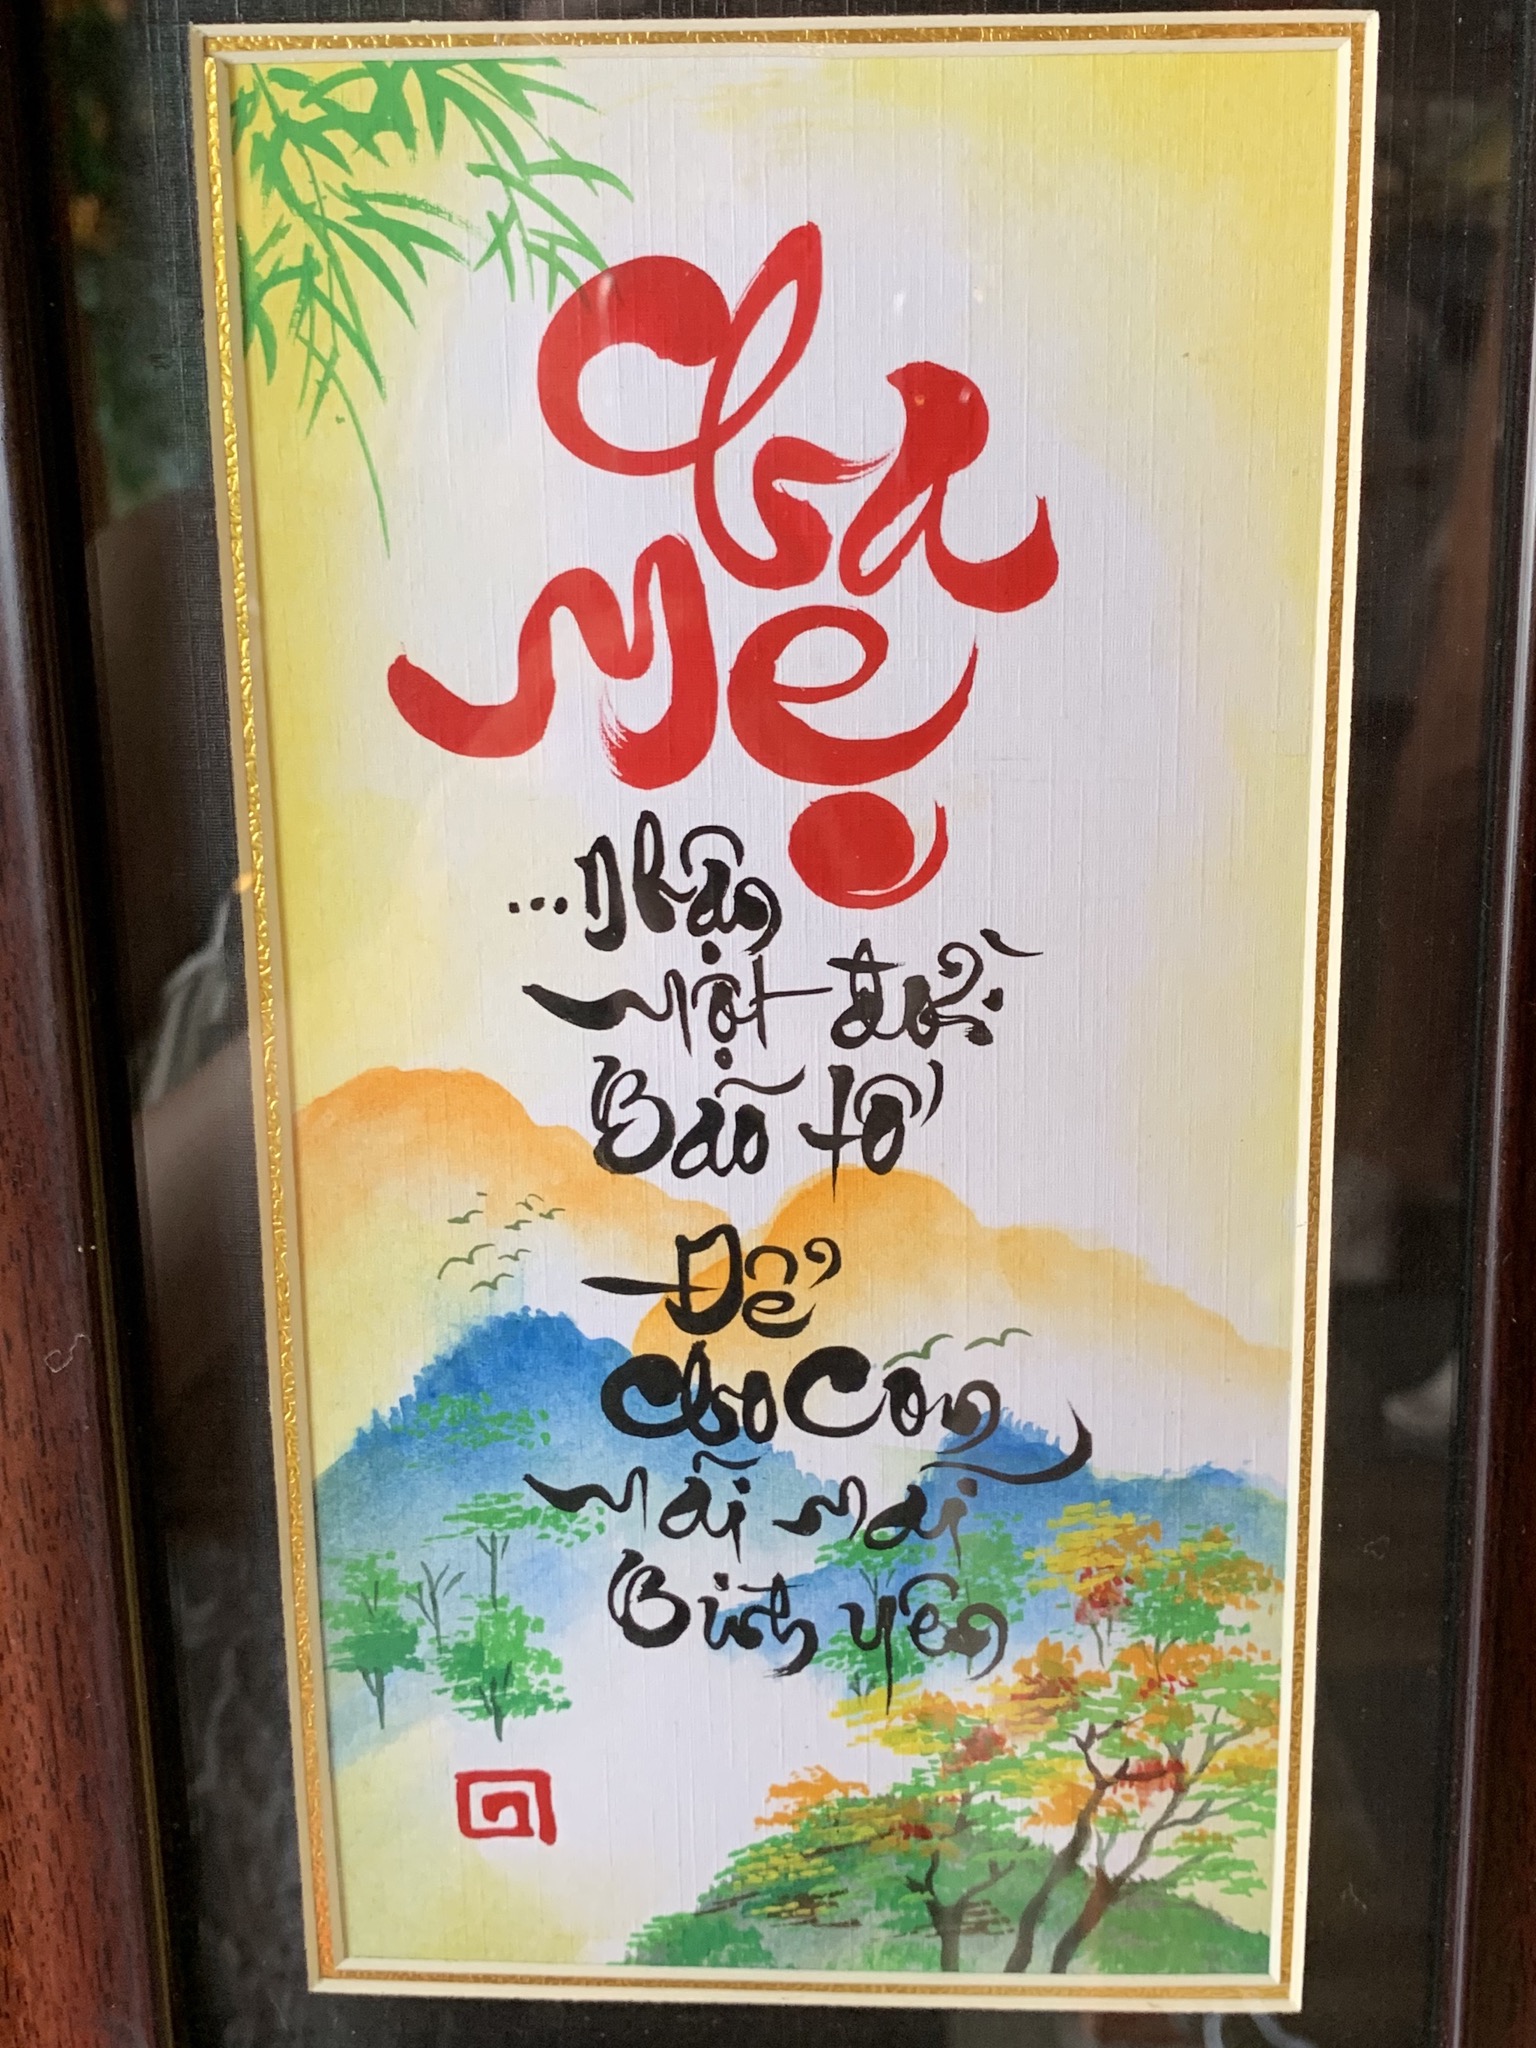 Cha
Mẹ
...Nhận
Một đời
Bão tố
Để
Cho Con
Mãi Mãi
Bình yên